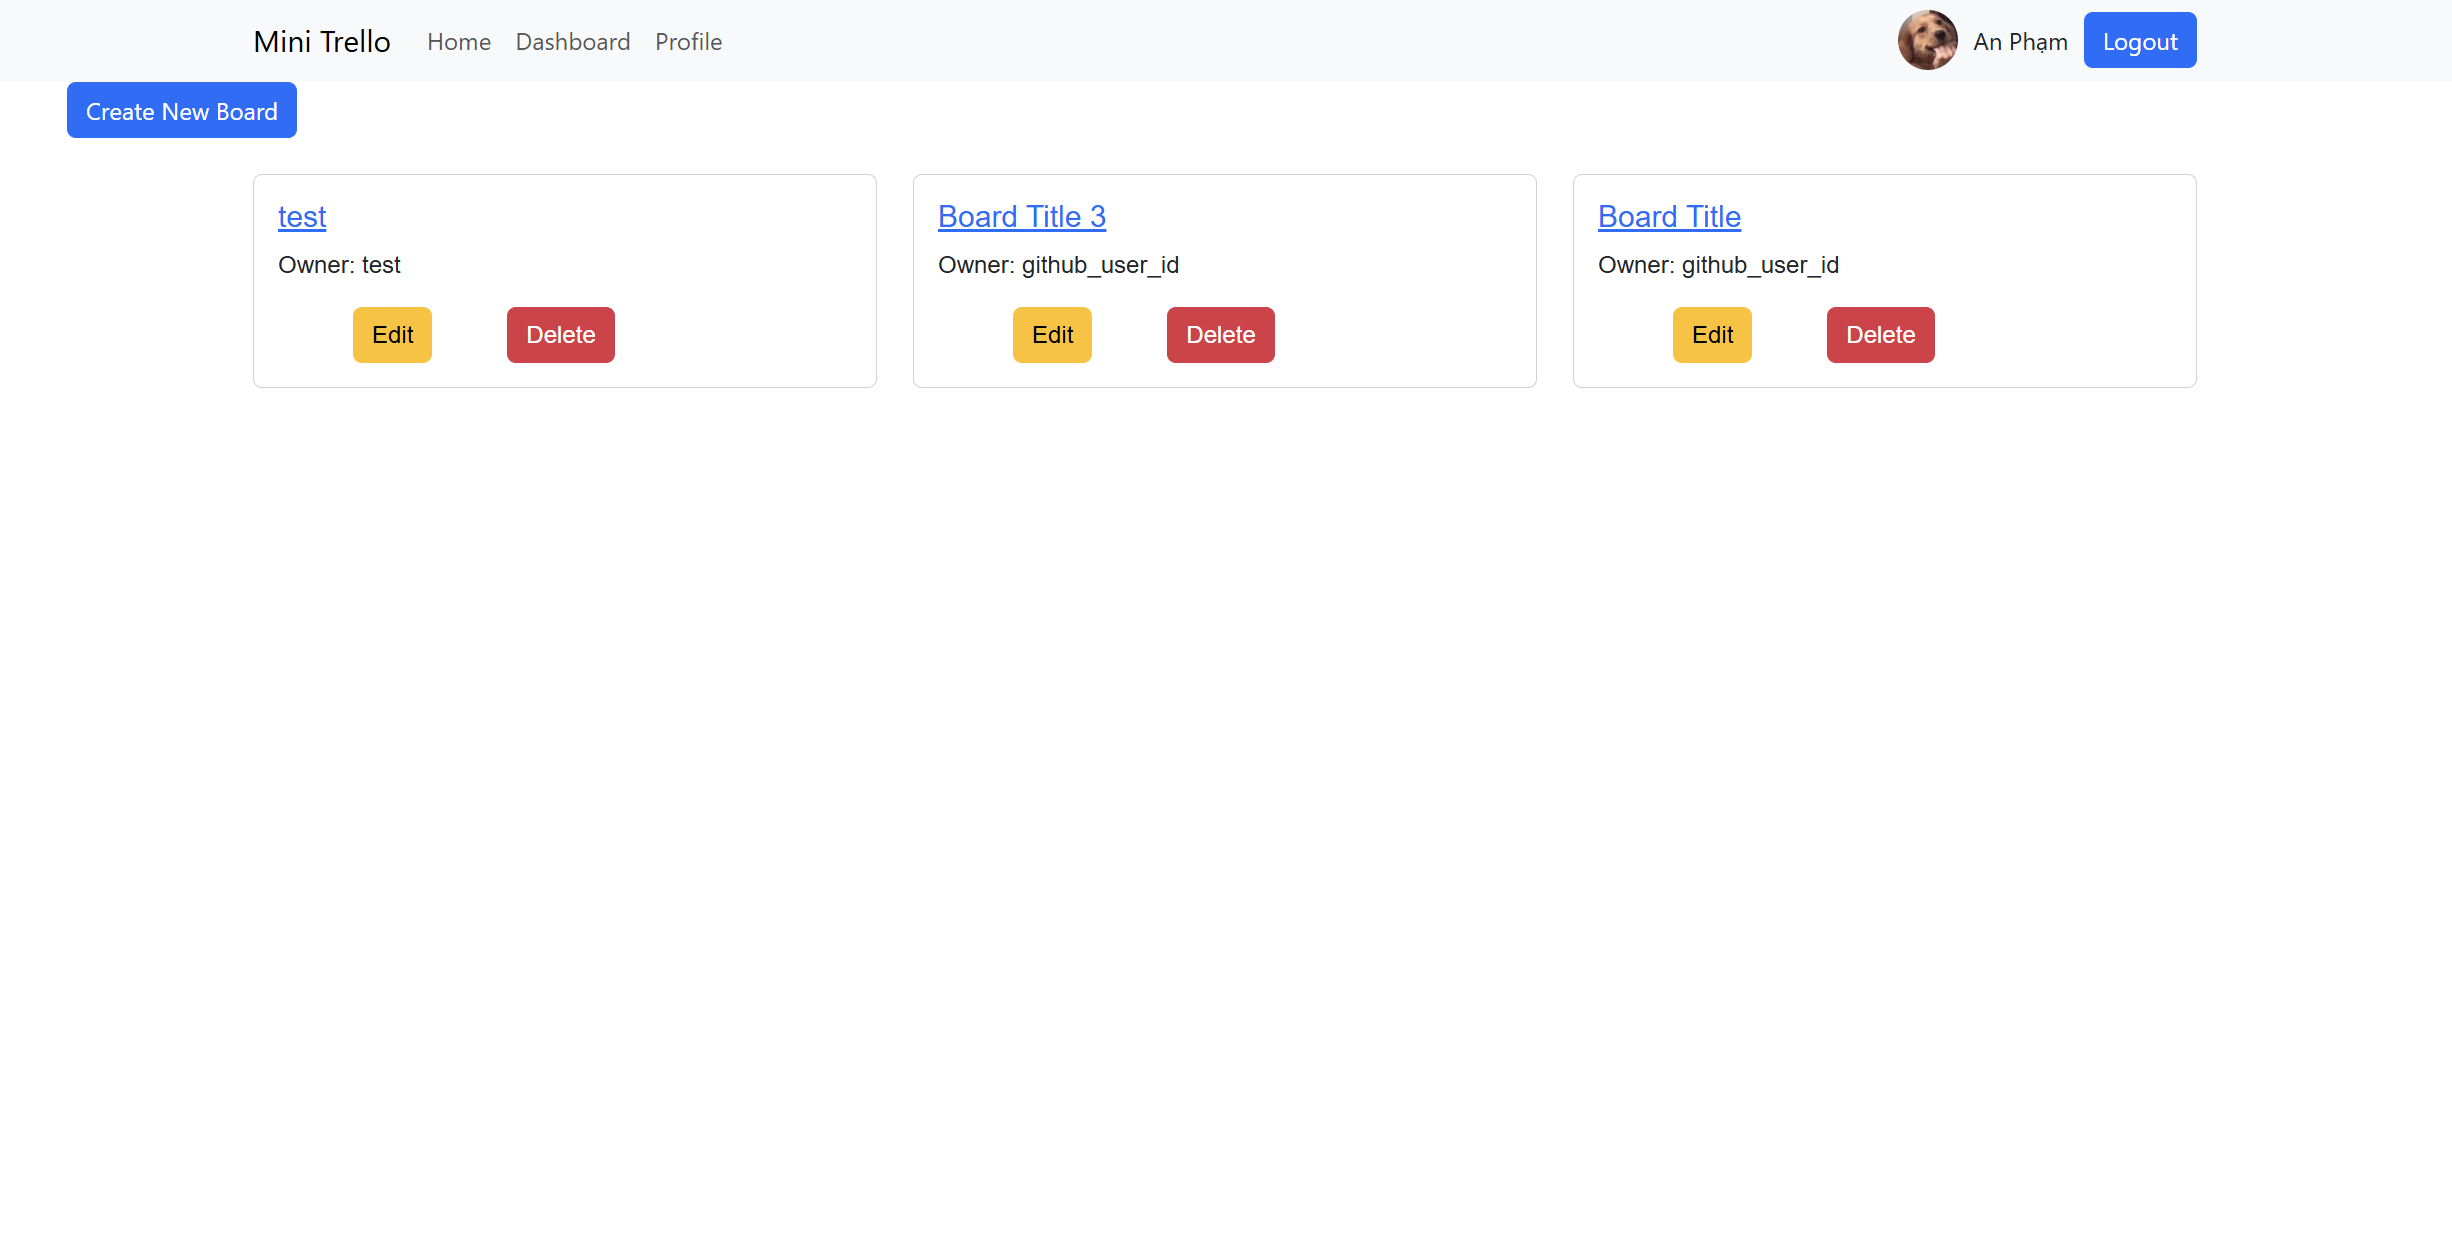 Mini Trello Home Dashboard Profile An Phạm Logout
Create New Board
test
Owner: test
Edit Delete
Board Title 3
Owner: github_user_id
Edit Delete
Board Title
Owner: github_user_id
Edit Delete